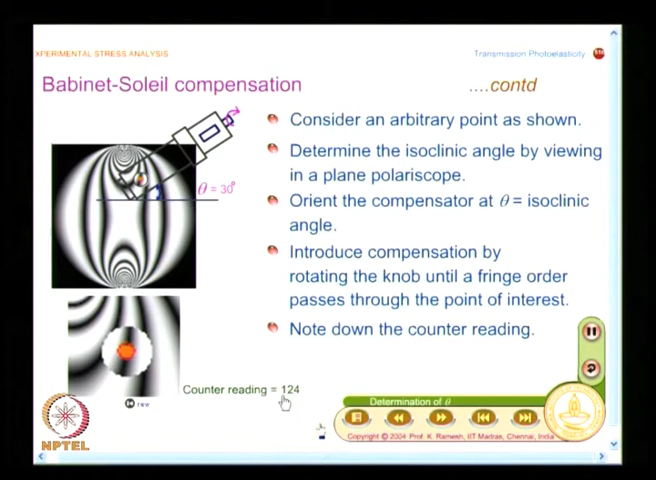 XPERIMENTAL STRESS ANALYSIS
Transmission Photoelasticity
Babinet-Soleil compensation
....contd
Consider an arbitrary point as shown.
Determine the isoclinic angle by viewing
in a plane polariscope.
θ = 30°
Orient the compensator at θ = isoclinic
angle.
Introduce compensation by
rotating the knob until a fringe order
passes through the point of interest.
Note down the counter reading.
Counter reading = 124
Determination of θ
NPTEL
Copyright © 2004 Prof. K. Ramesh, IIT Madras, Chennai, India